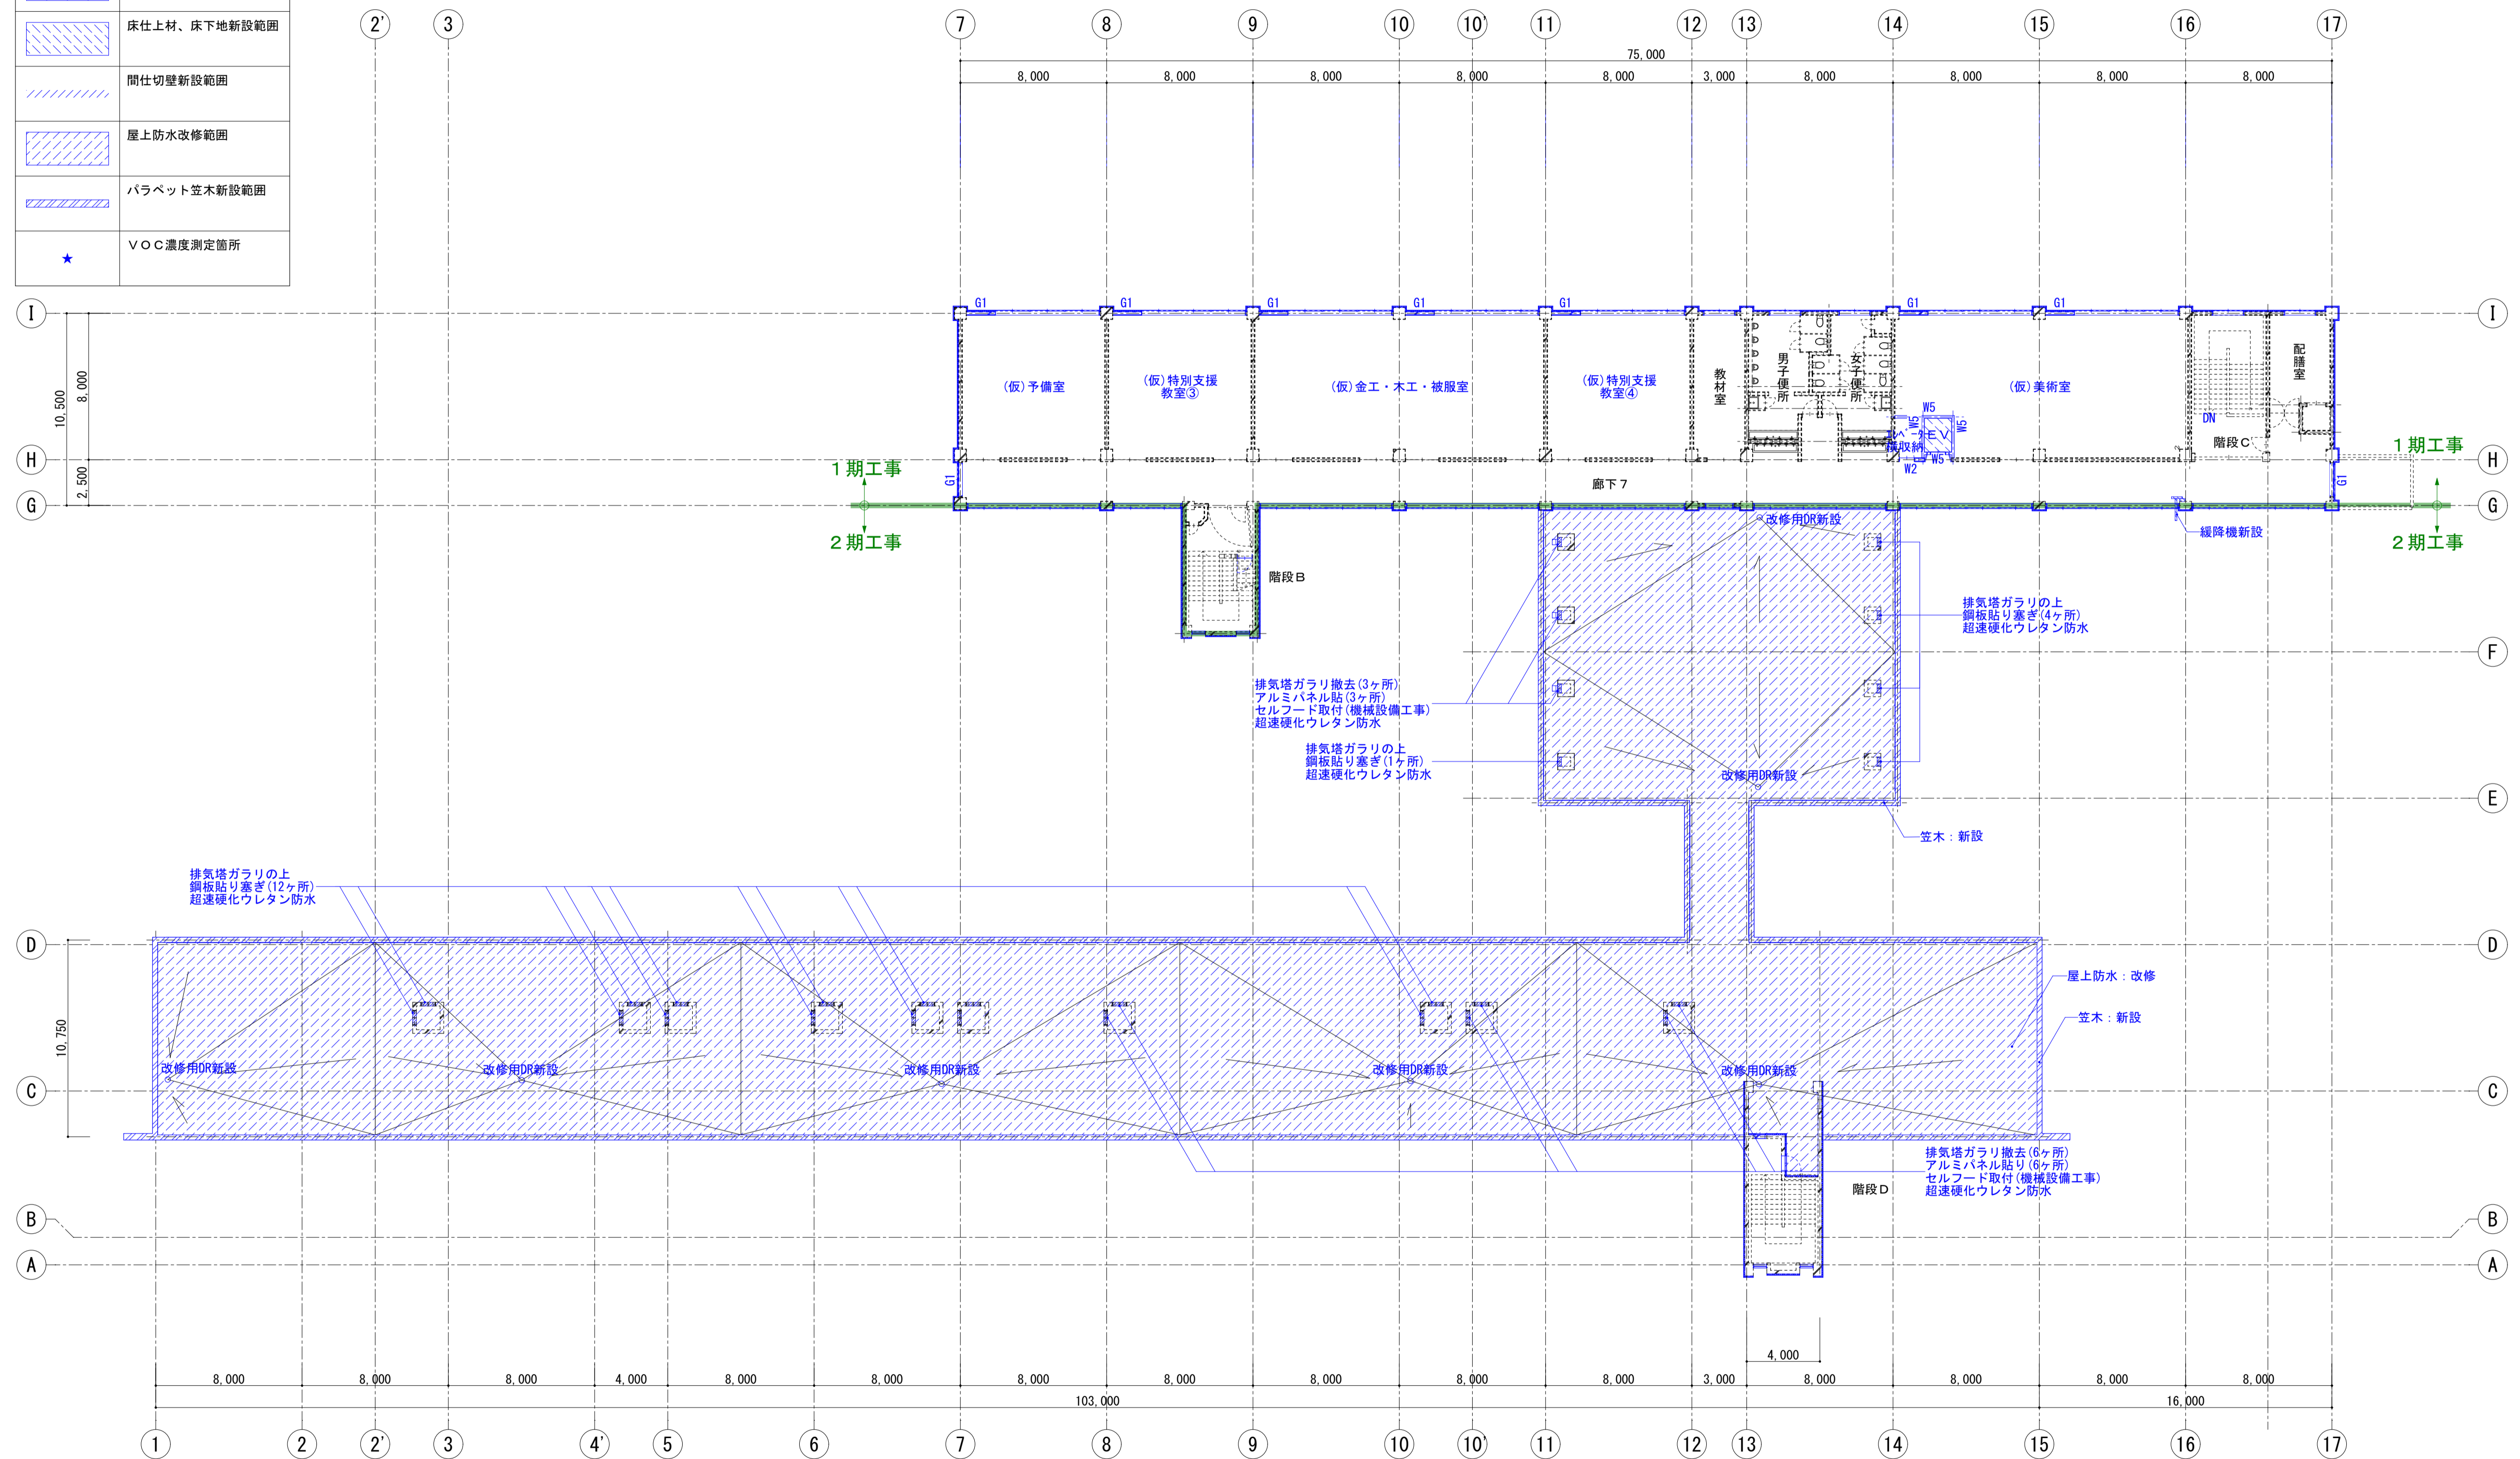 床仕上材、床下地新設範囲
間仕切壁新設範囲
屋上防水改修範囲
パラペット笠木新設範囲
★ ＶＯＣ濃度測定箇所
2' 3 7 8 9 10 10' 11 12 13 14 15 16 17
75,000
8,000 8,000 8,000 8,000 8,000 3,000 8,000 8,000 8,000 8,000
I I
G1 G1 G1 G1 G1 G1 G1
10,500
8,000
2,500
(仮)予備室
(仮)特別支援
教室③
(仮)金工・木工・被服室
(仮)特別支援
教室④
教材室
男子便所
女子便所
(仮)美術室
配膳室
W5
W5
W5
W5
W2
DN
階段Ｃ
H H
1期工事
2期工事
1期工事
2期工事
G1
G1
廊下７
G G
改修用DR新設
緩降機新設
階段Ｂ
排気塔ガラリの上
鋼板貼り塞ぎ(4ヶ所)
超速硬化ウレタン防水
F
排気塔ガラリ撤去(3ヶ所)
アルミパネル貼(3ヶ所)
セルフード取付(機械設備工事)
超速硬化ウレタン防水
排気塔ガラリの上
鋼板貼り塞ぎ(1ヶ所)
超速硬化ウレタン防水
改修用DR新設
E
笠木：新設
排気塔ガラリの上
鋼板貼り塞ぎ(12ヶ所)
超速硬化ウレタン防水
D D
屋上防水：改修
笠木：新設
10,750
改修用DR新設 改修用DR新設 改修用DR新設 改修用DR新設 改修用DR新設
C C
排気塔ガラリ撤去(6ヶ所)
アルミパネル貼り(6ヶ所)
セルフード取付(機械設備工事)
超速硬化ウレタン防水
階段Ｄ
B B
A A
4,000
8,000 8,000 8,000 4,000 8,000 8,000 8,000 8,000 8,000 8,000 8,000 3,000 8,000 8,000 8,000 8,000
103,000 16,000
1 2 2' 3 4' 5 6 7 8 9 10 10' 11 12 13 14 15 16 17